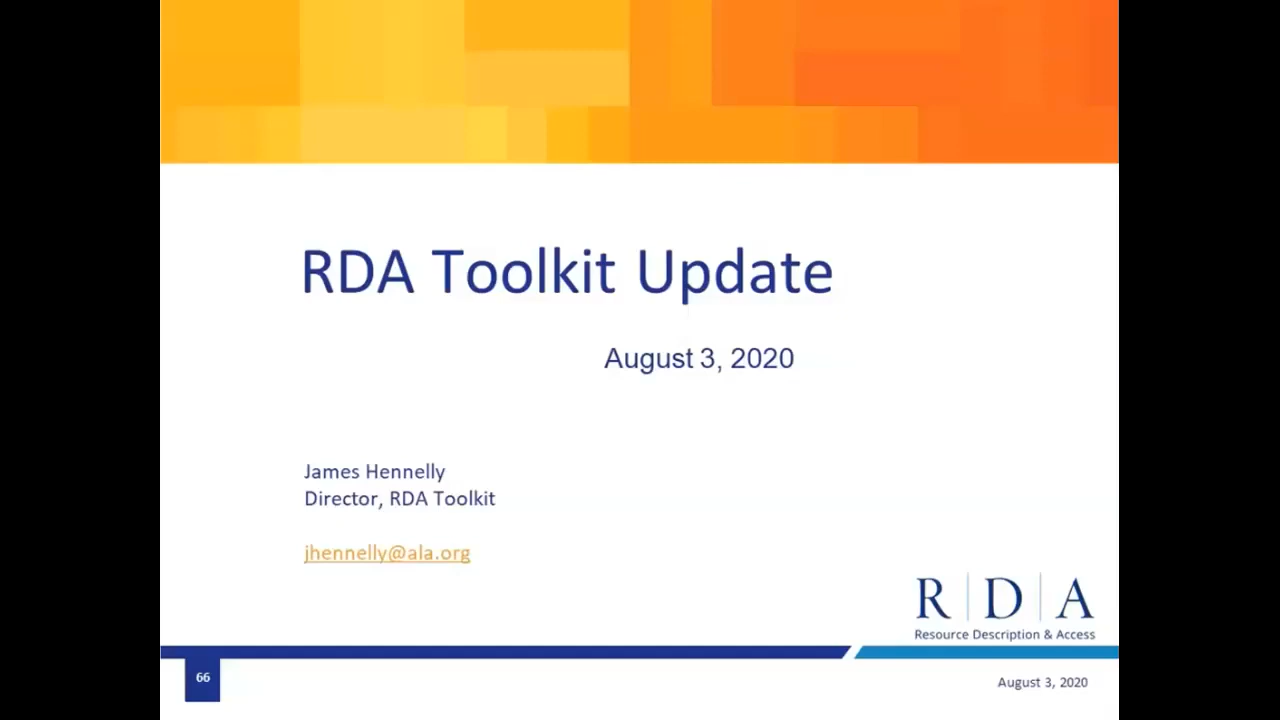 RDA Toolkit Update
August 3, 2020
James Hennelly
Director, RDA Toolkit
jhennelly@ala.org
R|D|A
Resource Description & Access
66
August 3, 2020